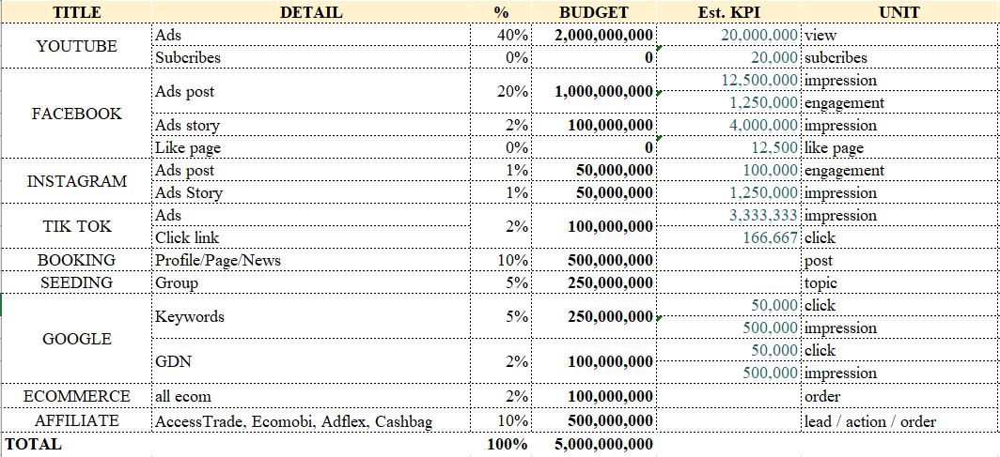 TITLE DETAIL % BUDGET Est. KPI UNIT
YOUTUBE Ads 40% 2,000,000,000 20,000,000 view
Subcribes 0% 0 20,000 subcribes
FACEBOOK Ads post 20% 1,000,000,000 12,500,000 impression
1,250,000 engagement
Ads story 2% 100,000,000 4,000,000 impression
Like page 0% 0 12,500 like page
INSTAGRAM Ads post 1% 50,000,000 100,000 engagement
Ads Story 1% 50,000,000 1,250,000 impression
TIK TOK Ads 2% 100,000,000 3,333,333 impression
Click link 166,667 click
BOOKING Profile/Page/News 10% 500,000,000 post
SEEDING Group 5% 250,000,000 topic
GOOGLE Keywords 5% 250,000,000 50,000 click
500,000 impression
GDN 2% 100,000,000 50,000 click
500,000 impression
ECOMMERCE all ecom 2% 100,000,000 order
AFFILIATE AccessTrade, Ecomobi, Adflex, Cashbag 10% 500,000,000 lead / action / order
TOTAL 100% 5,000,000,000